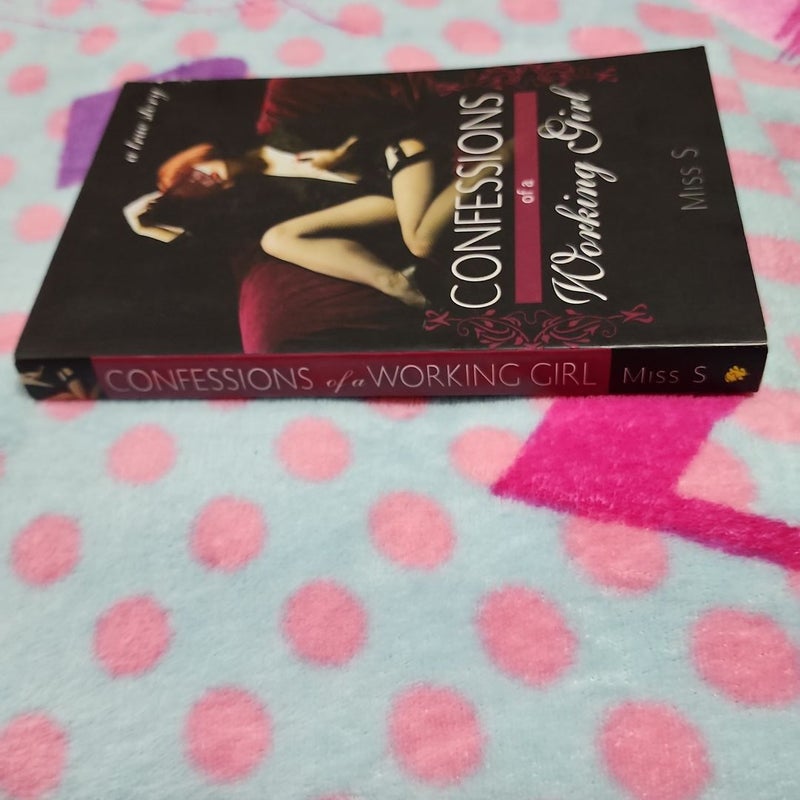 a true story
CONFESSIONS
of a
Working Girl
Miss S
CONFESSIONS of a WORKING GIRL Miss S